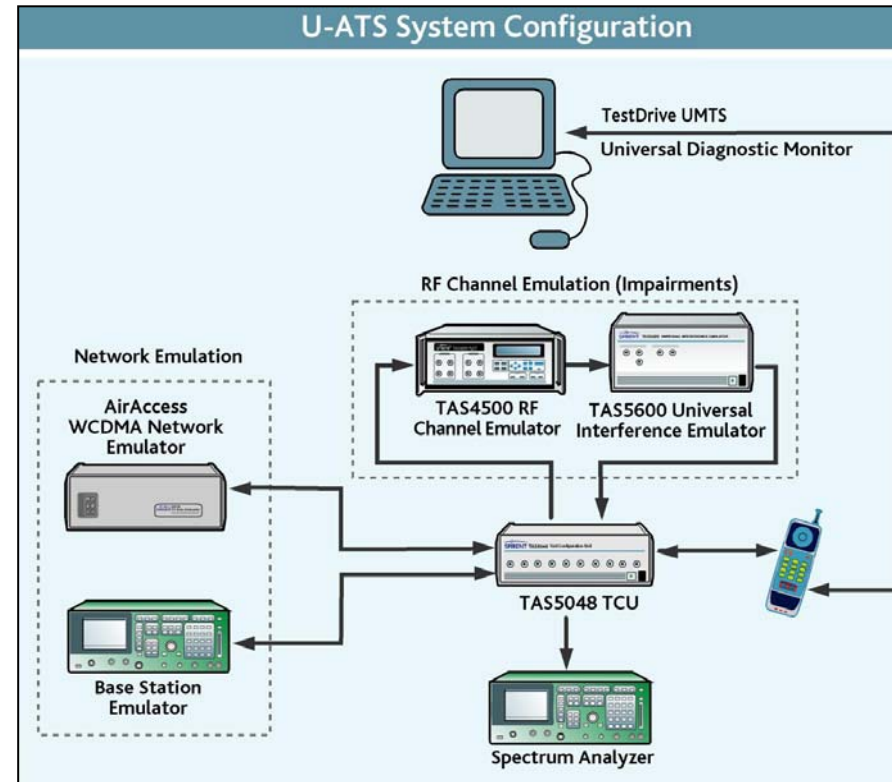 U-ATS System Configuration
TestDrive UMTS
Universal Diagnostic Monitor
RF Channel Emulation (Impairments)
Network Emulation
TAS4500 RF
Channel Emulator
TAS5600 Universal
Interference Emulator
AirAccess
WCDMA Network
Emulator
SPIRENT
TAS5048 TCU
Base Station
Emulator
Spectrum Analyzer